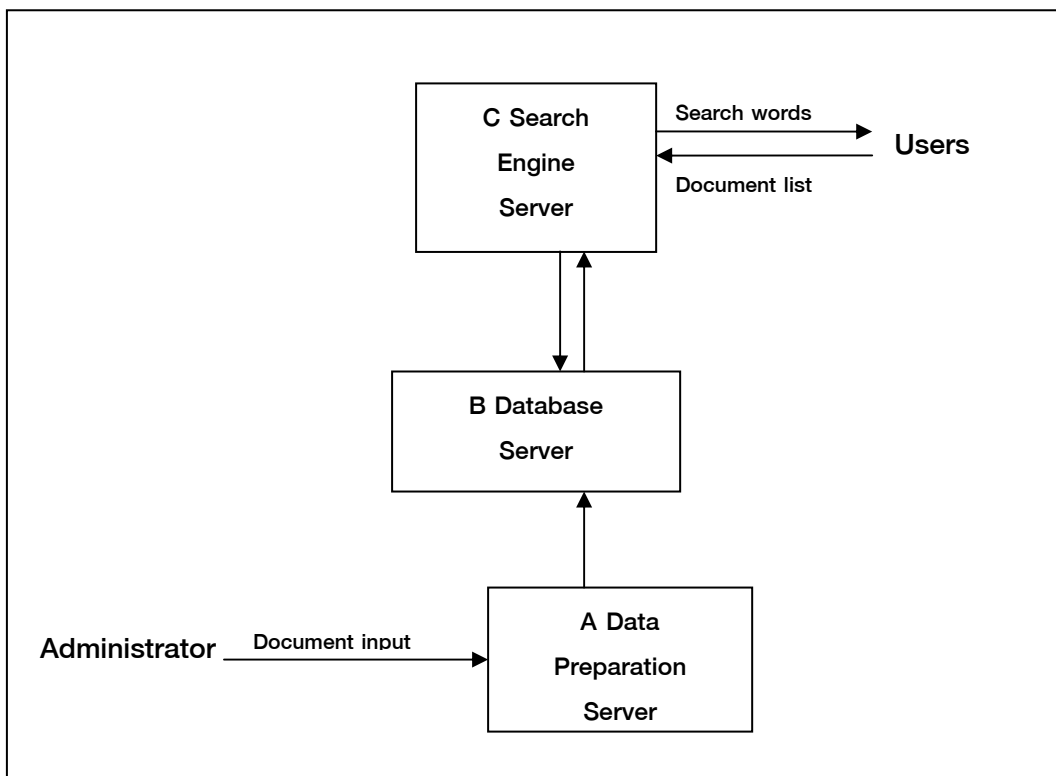 C Search
Engine
Server
Search words
Users
Document list
B Database
Server
A Data
Preparation
Server
Administrator
Document input